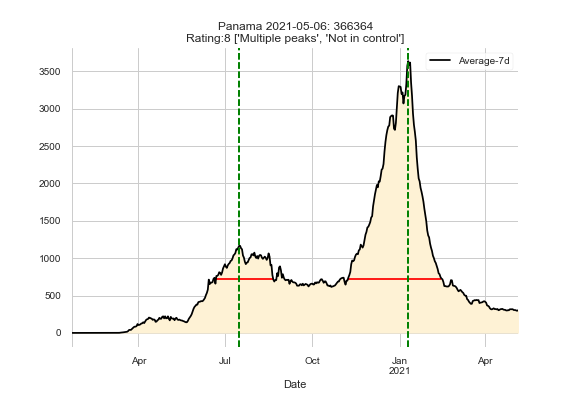 Panama 2021-05-06: 366364
Rating:8 ['Multiple peaks', 'Not in control']
Average-7d
3500
3000
2500
2000
1500
1000
500
0
Apr
Jul
Oct
Jan
2021
Apr
Date